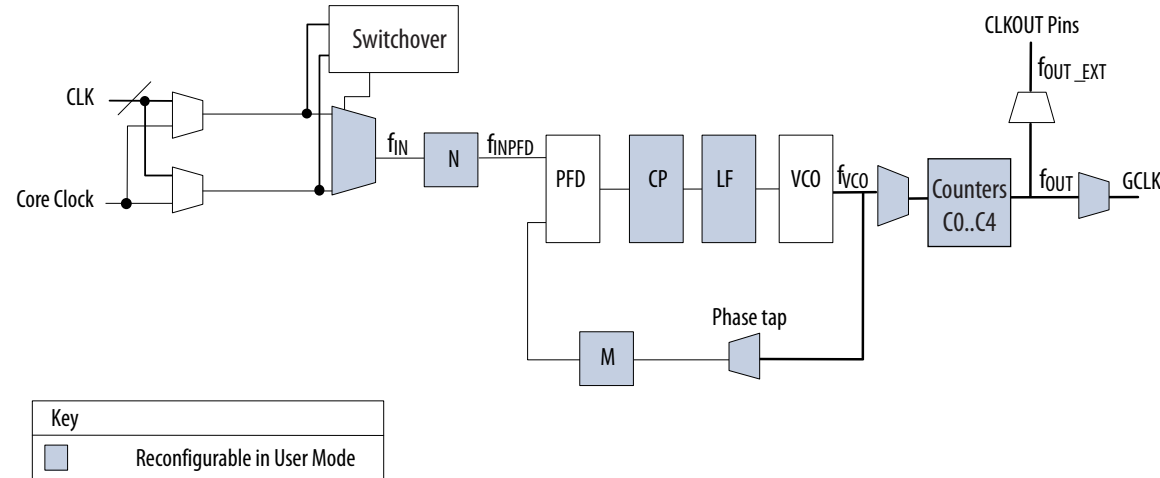 CLKOUT Pins
Switchover
fOUT_EXT
CLK
fIN
N
fINPFD
PFD
CP
LF
VCO
fVCO
Counters
C0..C4
fOUT
GCLK
Core Clock
Phase tap
M
Key
Reconfigurable in User Mode